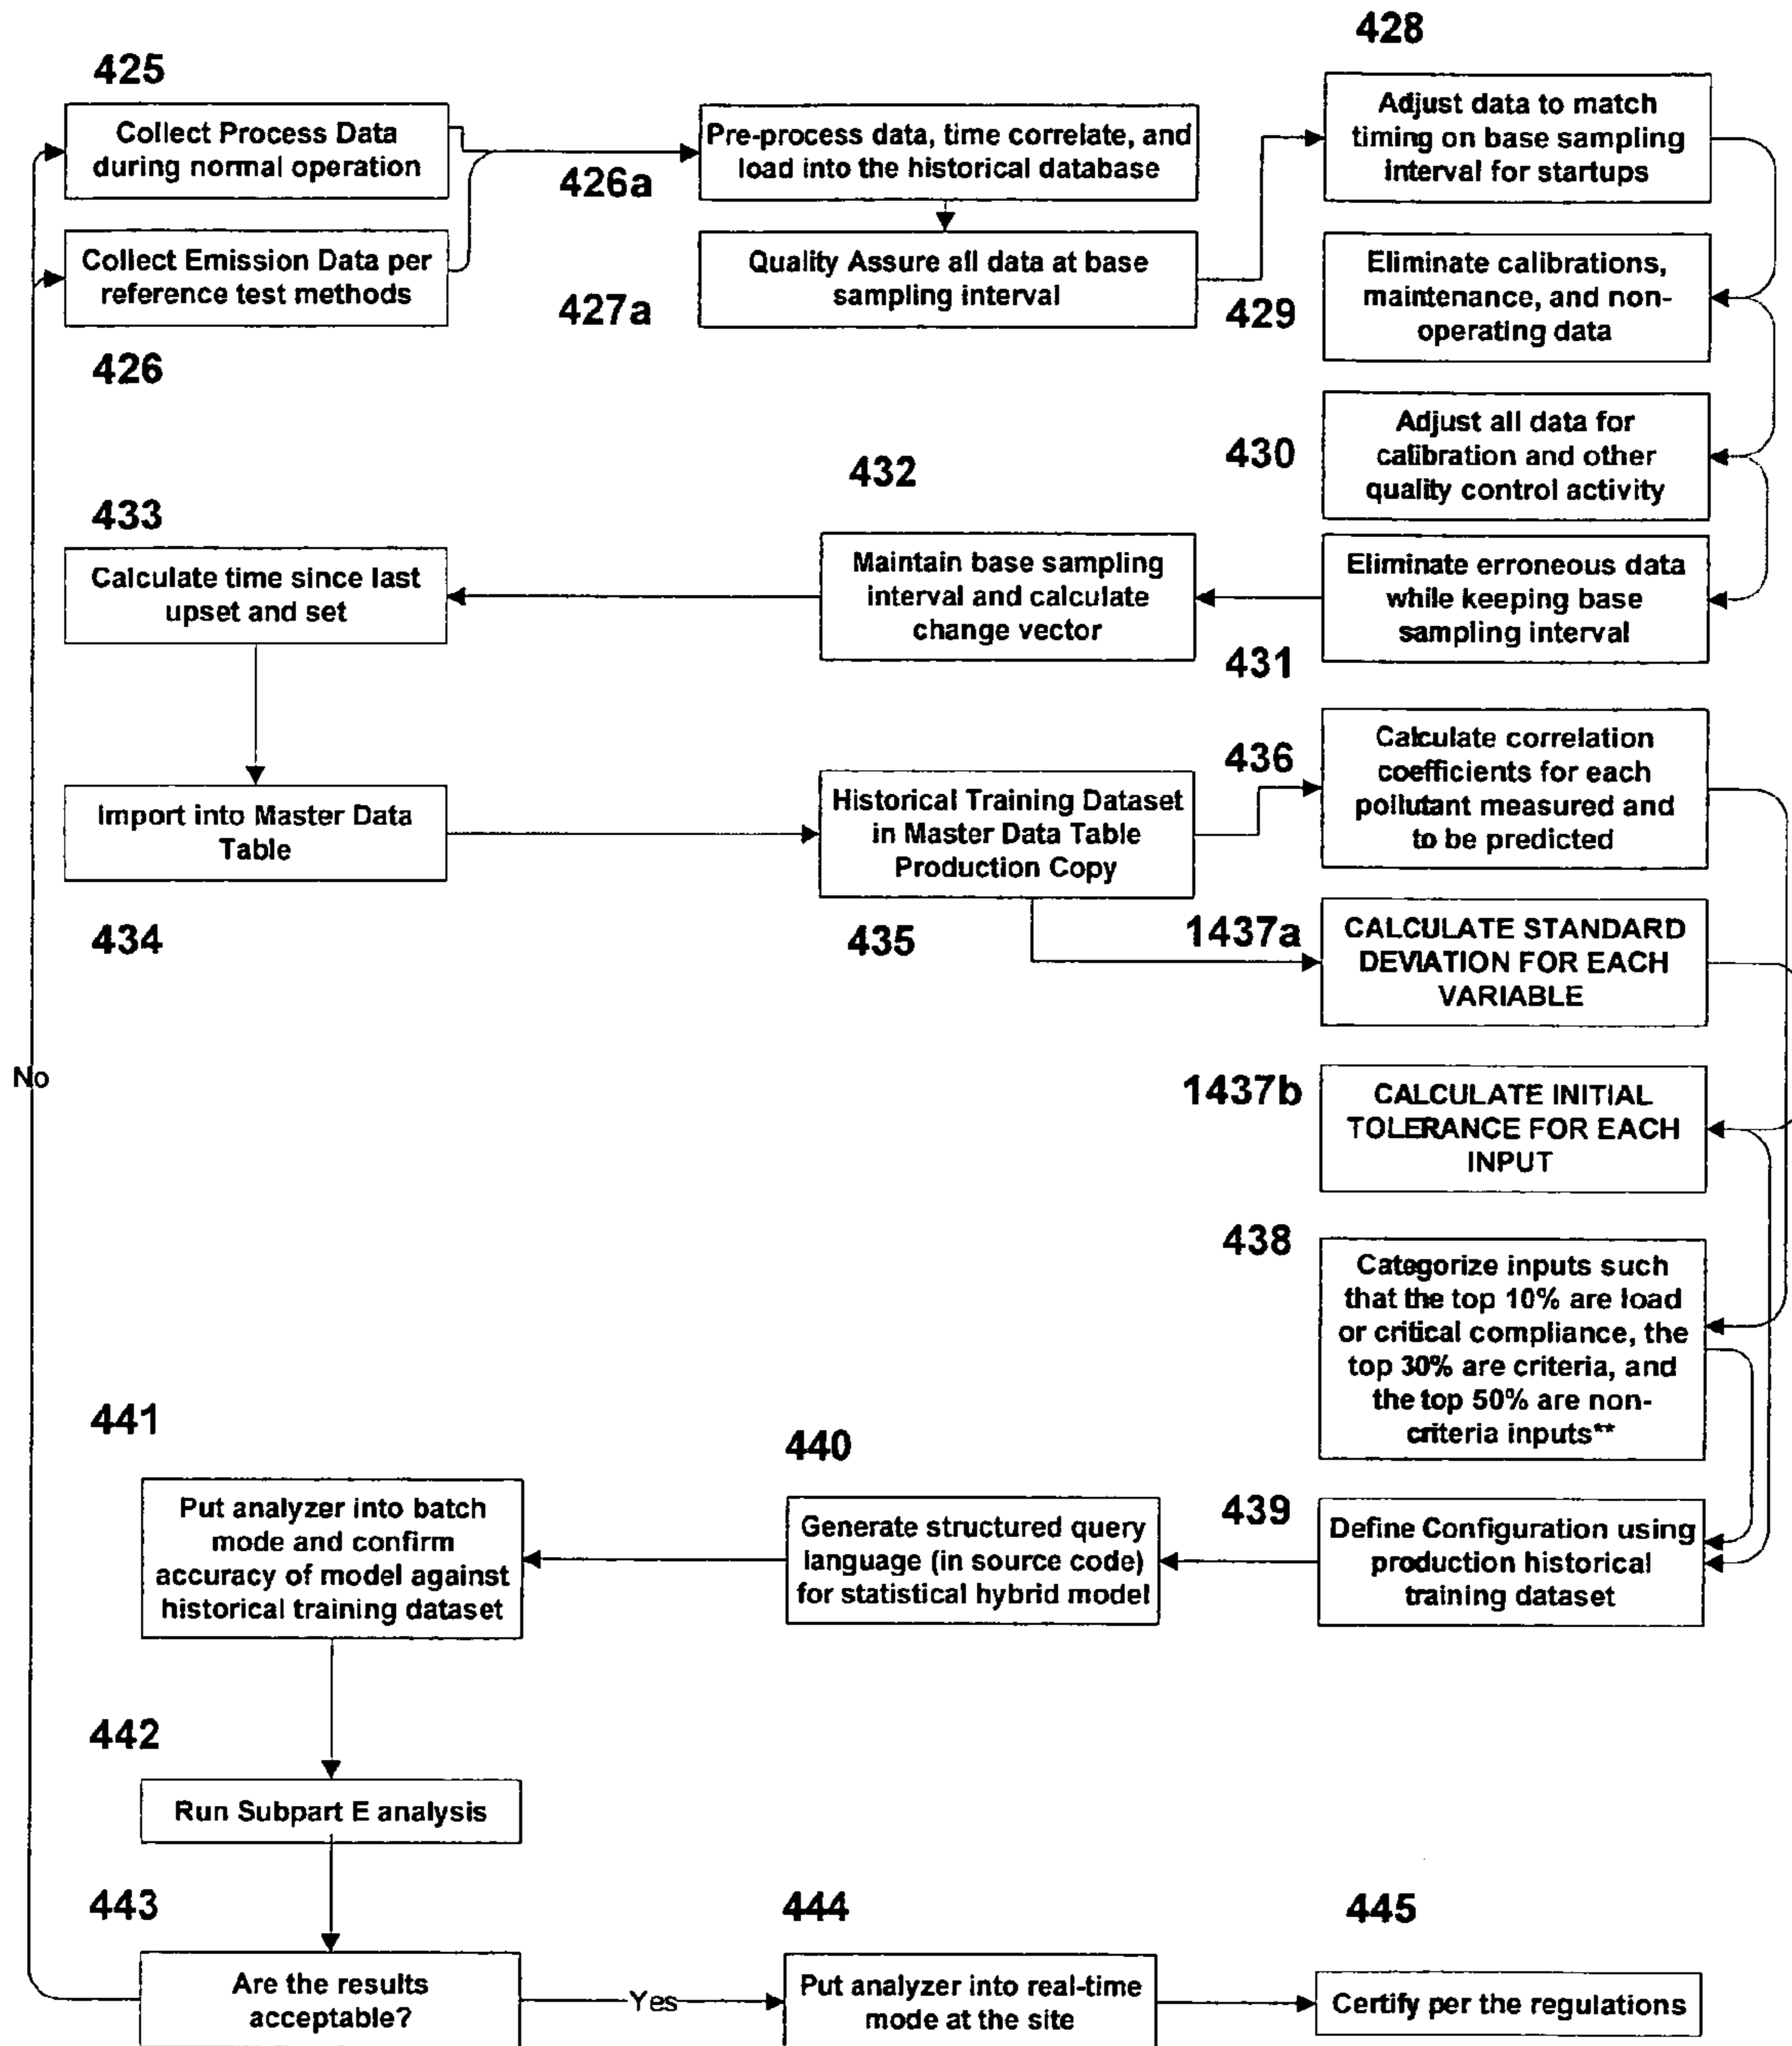 425
Collect Process Data
during normal operation
Collect Emission Data per
reference test methods
426
426a
Pre-process data, time correlate, and
load into the historical database
427a
Quality Assure all data at base
sampling interval
428
Adjust data to match
timing on base sampling
interval for startups
429
Eliminate calibrations,
maintenance, and non-
operating data
430
Adjust all data for
calibration and other
quality control activity
431
Eliminate erroneous data
while keeping base
sampling interval
432
Maintain base sampling
interval and calculate
change vector
433
Calculate time since last
upset and set
Import into Master Data
Table
434
Historical Training Dataset
in Master Data Table
Production Copy
435
436
Calculate correlation
coefficients for each
pollutant measured and
to be predicted
1437a
CALCULATE STANDARD
DEVIATION FOR EACH
VARIABLE
No
1437b
CALCULATE INITIAL
TOLERANCE FOR EACH
INPUT
438
Categorize inputs such
that the top 10% are load
or critical compliance, the
top 30% are criteria, and
the top 50% are non-
criteria inputs**
439
Define Configuration using
production historical
training dataset
440
Generate structured query
language (in source code)
for statistical hybrid model
441
Put analyzer into batch
mode and confirm
accuracy of model against
historical training dataset
442
Run Subpart E analysis
443
Are the results
acceptable?
Yes
444
Put analyzer into real-time
mode at the site
445
Certify per the regulations